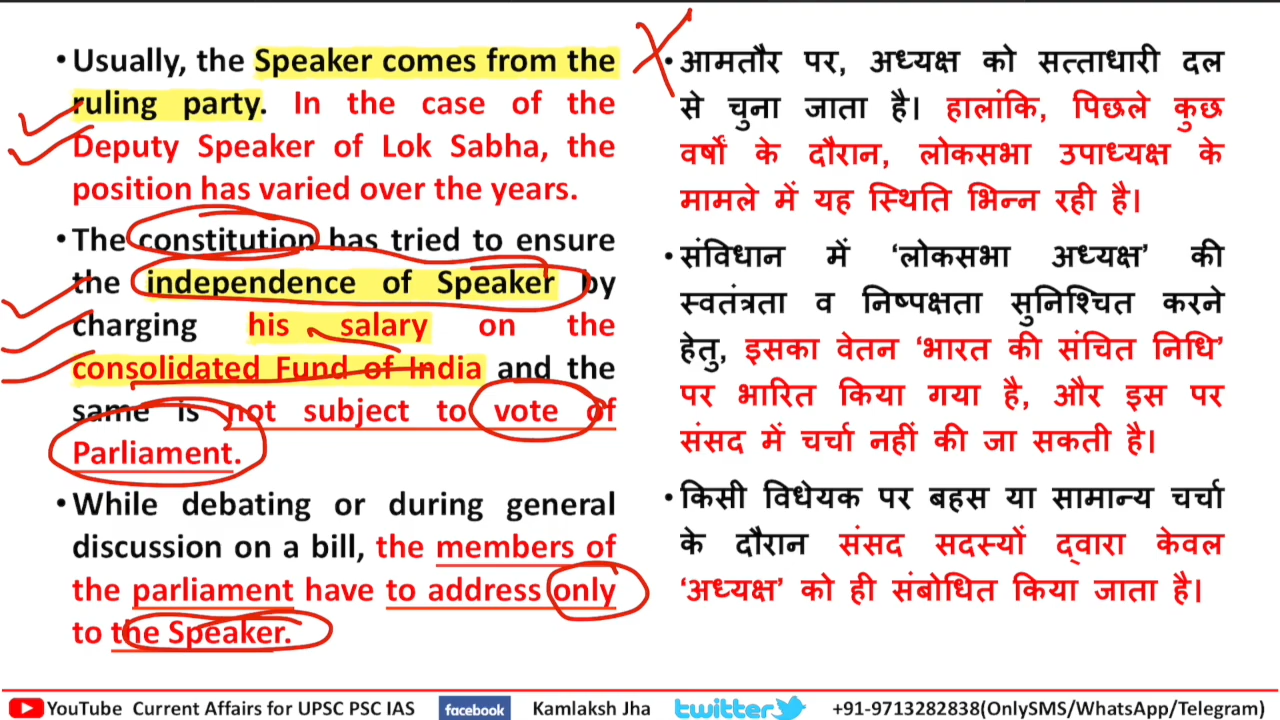 • Usually, the Speaker comes from the
ruling party. In the case of the
Deputy Speaker of Lok Sabha, the
position has varied over the years.
• The constitution has tried to ensure
the independence of Speaker by
charging his salary on the
consolidated Fund of India and the
same is not subject to vote of
Parliament.
• While debating or during general
discussion on a bill, the members of
the parliament have to address only
to the Speaker.
• आमतौर पर, अध्यक्ष को सत्ताधारी दल
से चुना जाता है। हालांकि, पिछले कुछ
वर्षों के दौरान, लोकसभा उपाध्यक्ष के
मामले में यह स्थिति भिन्न रही है।
• संविधान में ‘लोकसभा अध्यक्ष’ की
स्वतंत्रता व निष्पक्षता सुनिश्चित करने
हेतु, इसका वेतन ‘भारत की संचित निधि’
पर भारित किया गया है, और इस पर
संसद में चर्चा नहीं की जा सकती है।
• किसी विधेयक पर बहस या सामान्य चर्चा
के दौरान संसद सदस्यों द्वारा केवल
‘अध्यक्ष’ को ही संबोधित किया जाता है।
YouTube Current Affairs for UPSC PSC IAS facebook Kamlaksh Jha twitter +91-9713282838(OnlySMS/WhatsApp/Telegram)